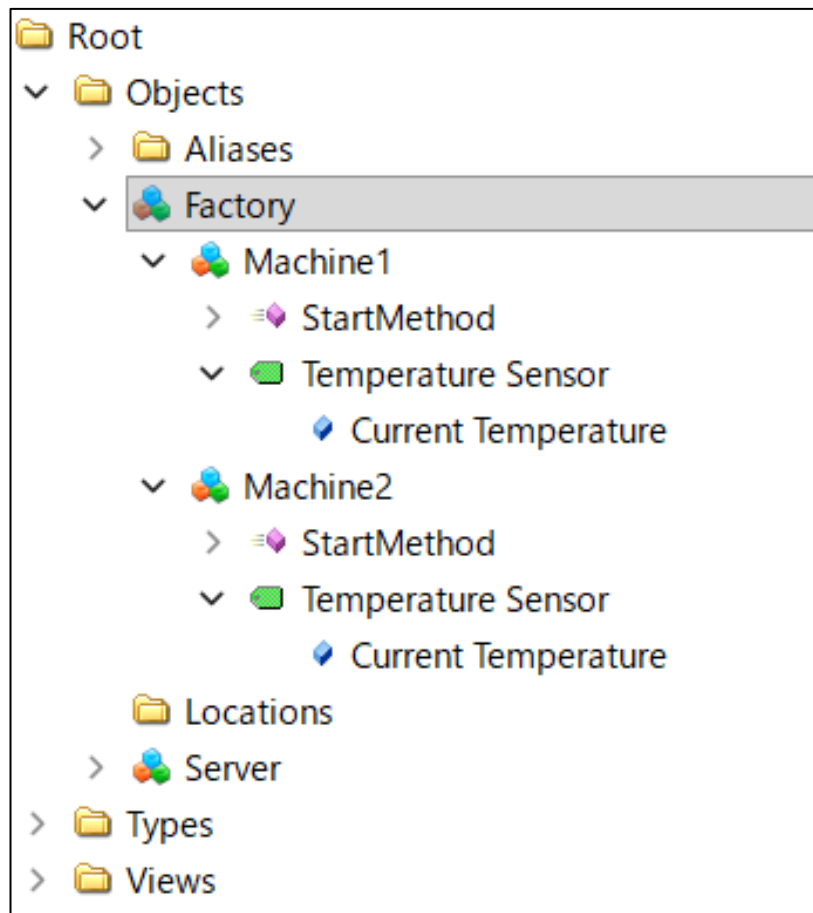 Root
Objects
Aliases
Factory
Machine1
StartMethod
Temperature Sensor
Current Temperature
Machine2
StartMethod
Temperature Sensor
Current Temperature
Locations
Server
Types
Views